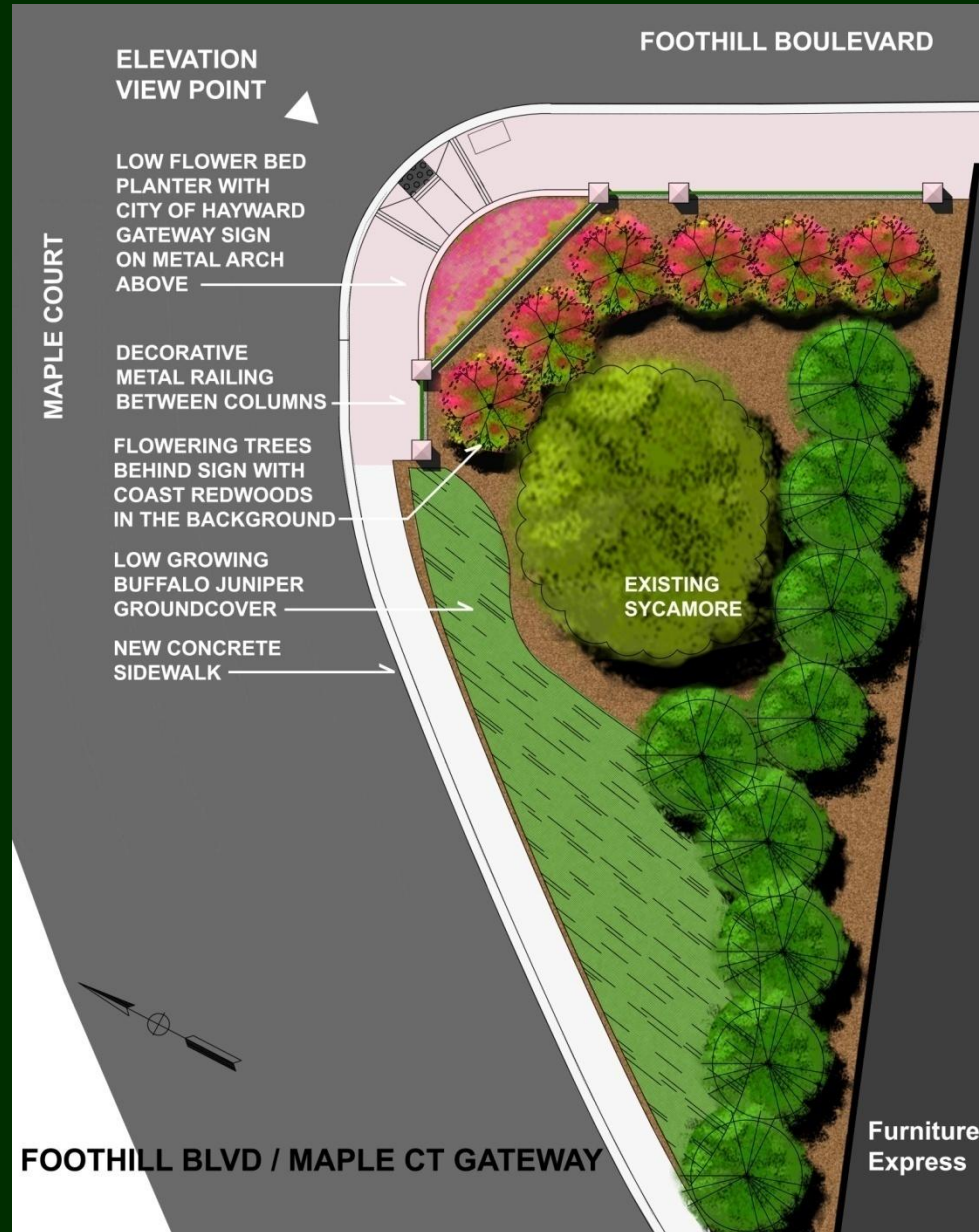 FOOTHILL BOULEVARD
ELEVATION
VIEW POINT
LOW FLOWER BED
PLANTER WITH
CITY OF HAYWARD
GATEWAY SIGN
ON METAL ARCH
ABOVE
MAPLE COURT
DECORATIVE
METAL RAILING
BETWEEN COLUMNS
FLOWERING TREES
BEHIND SIGN WITH
COAST REDWOODS
IN THE BACKGROUND
LOW GROWING
BUFFALO JUNIPER
GROUNDCOVER
EXISTING
SYCAMORE
NEW CONCRETE
SIDEWALK
Furniture
Express
FOOTHILL BLVD / MAPLE CT GATEWAY